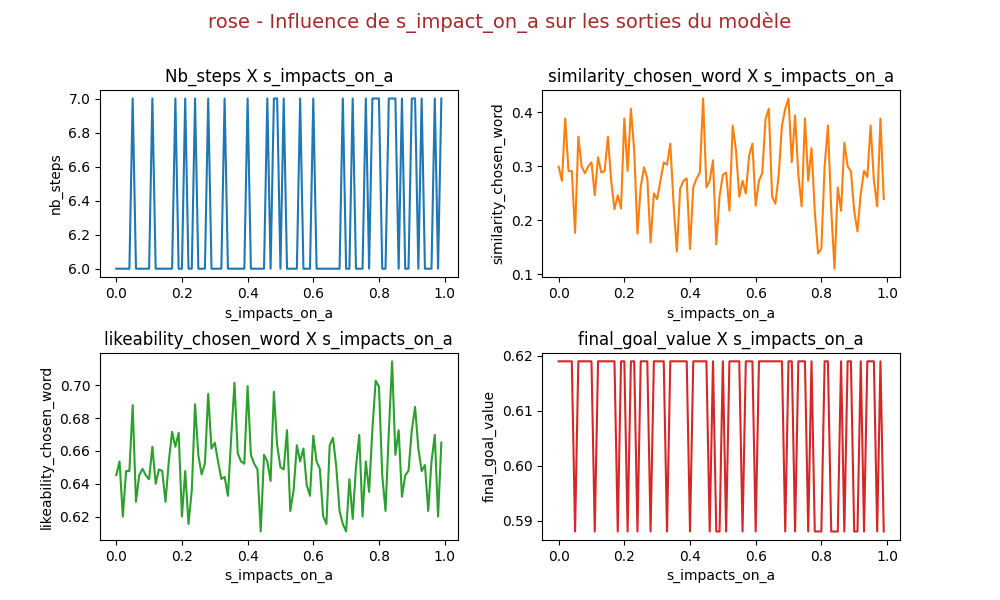 rose - Influence de s_impact_on_a sur les sorties du modèle
Nb_steps X s_impacts_on_a
nb_steps
7.0
6.8
6.6
6.4
6.2
6.0
0.0 0.2 0.4 0.6 0.8 1.0
s_impacts_on_a
similarity_chosen_word X s_impacts_on_a
similarity_chosen_word
0.4
0.3
0.2
0.1
0.0 0.2 0.4 0.6 0.8 1.0
s_impacts_on_a
likeability_chosen_word X s_impacts_on_a
likeability_chosen_word
0.70
0.68
0.66
0.64
0.62
0.0 0.2 0.4 0.6 0.8 1.0
s_impacts_on_a
final_goal_value X s_impacts_on_a
final_goal_value
0.62
0.61
0.60
0.59
0.0 0.2 0.4 0.6 0.8 1.0
s_impacts_on_a